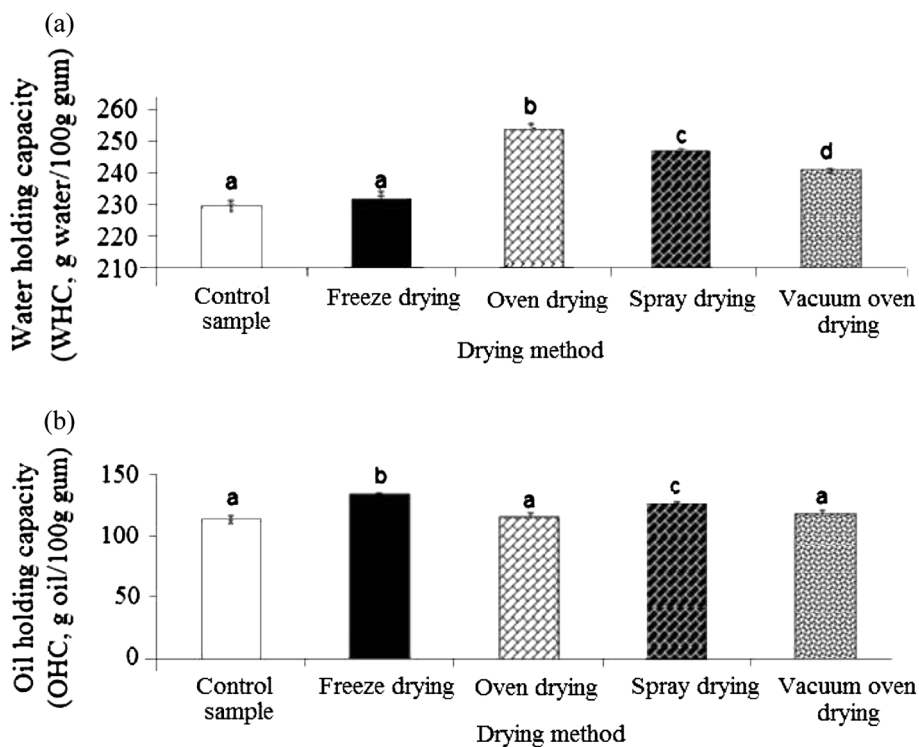 (a)
Water holding capacity
(WHC, g water/100g gum)
260
250
240
230
220
210
a
a
b
c
d
Control
sample
Freeze drying
Oven drying
Spray drying
Vacuum oven
drying
Drying method
(b)
Oil holding capacity
(OHC, g oil/100g gum)
150
100
50
0
a
b
a
c
a
Control
sample
Freeze drying
Oven drying
Spray drying
Vacuum oven
drying
Drying method